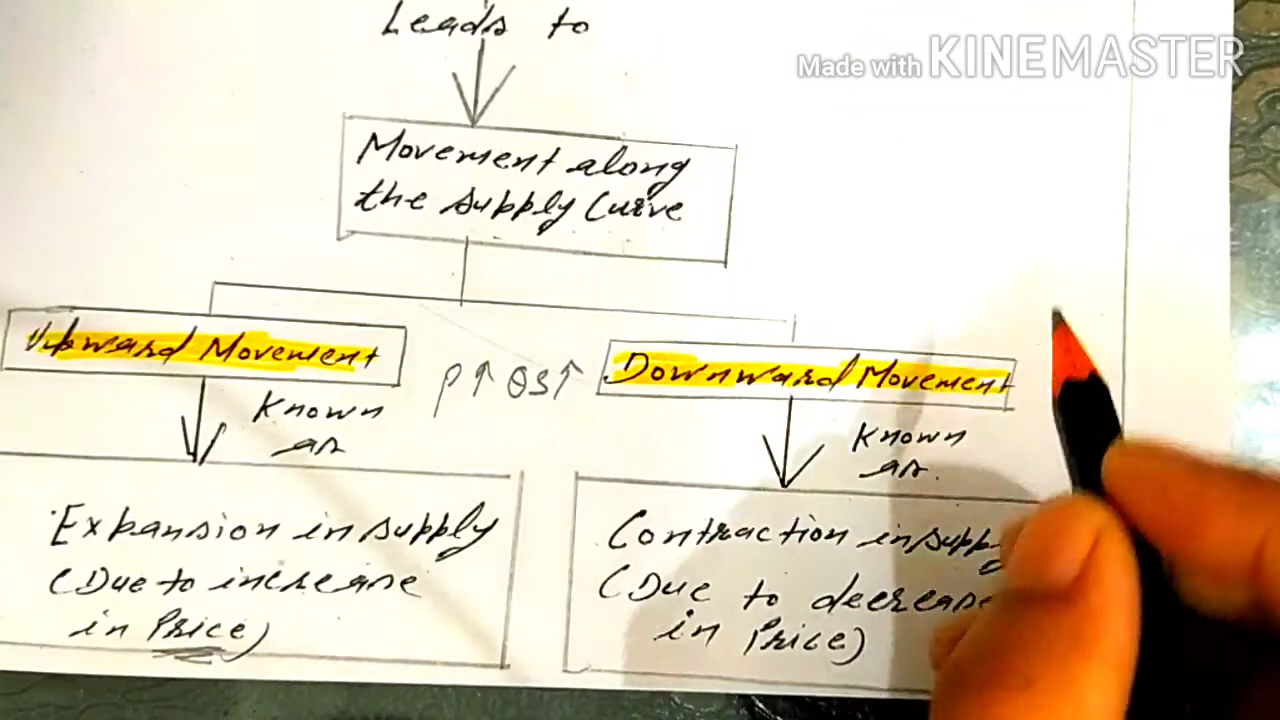 Leads to
Made with KINEMASTER
Movement along
the supply Curve
Upward Movement
P↑ QS↑
Downward Movement
Known
as
Known
as.
Expansion in supply
(Due to increase
in Price)
Contraction in supply
(Due to decrease
in Price)